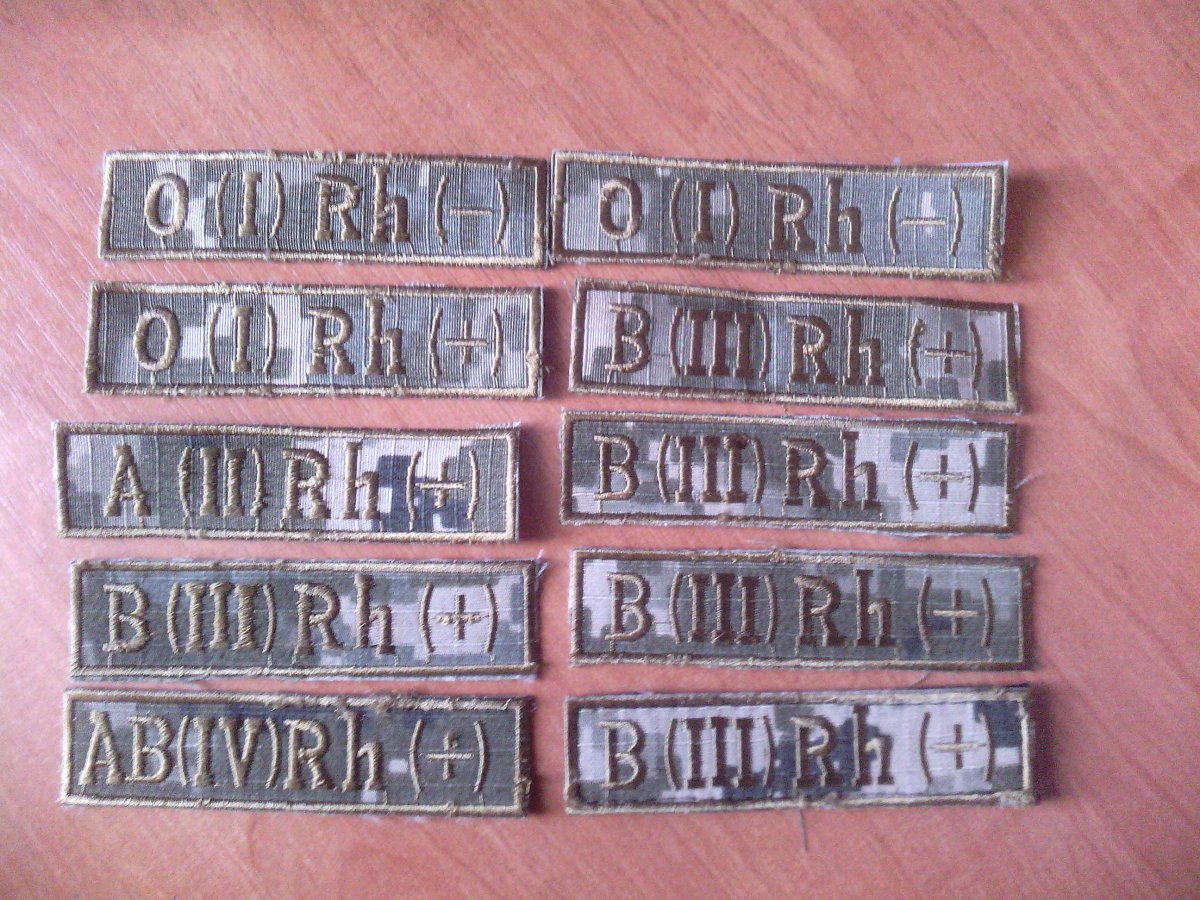 O (I) Rh (−)
O (I) Rh (−)
O (I) Rh (+)
B (III) Rh (+)
A (II) Rh (+)
B (III) Rh (+)
B (III) Rh (+)
B (III) Rh (+)
AB(IV)Rh (+)
B (III) Rh (+)